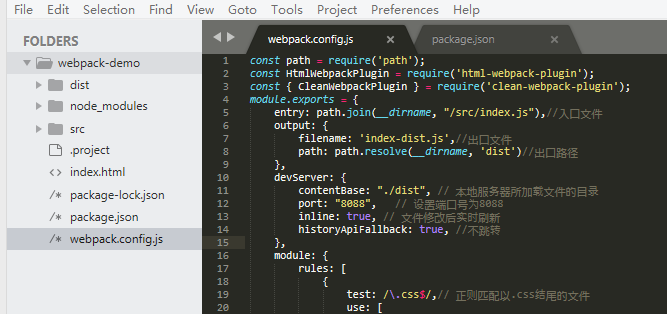 File Edit Selection Find View Goto Tools Project Preferences Help
FOLDERS
webpack-demo
dist
node_modules
src
.project
index.html
/* package-lock.json
/* package.json
/* webpack.config.js
webpack.config.js × package.json ×
1 const path = require('path');
2 const HtmlWebpackPlugin = require('html-webpack-plugin');
3 const { CleanWebpackPlugin } = require('clean-webpack-plugin');
4 module.exports = {
5 entry: path.join(__dirname, "/src/index.js"),//入口文件
6 output: {
7 filename: 'index-dist.js',//出口文件
8 path: path.resolve(__dirname, 'dist')//出口路径
9 },
10 devServer: {
11 contentBase: "./dist", // 本地服务器所加载文件的目录
12 port: "8088", // 设置端口号为8088
13 inline: true, // 文件修改后实时刷新
14 historyApiFallback: true, //不跳转
15 },
16 module: {
17 rules: [
18 {
19 test: /\.css$/,// 正则匹配以.css结尾的文件
20 use: [